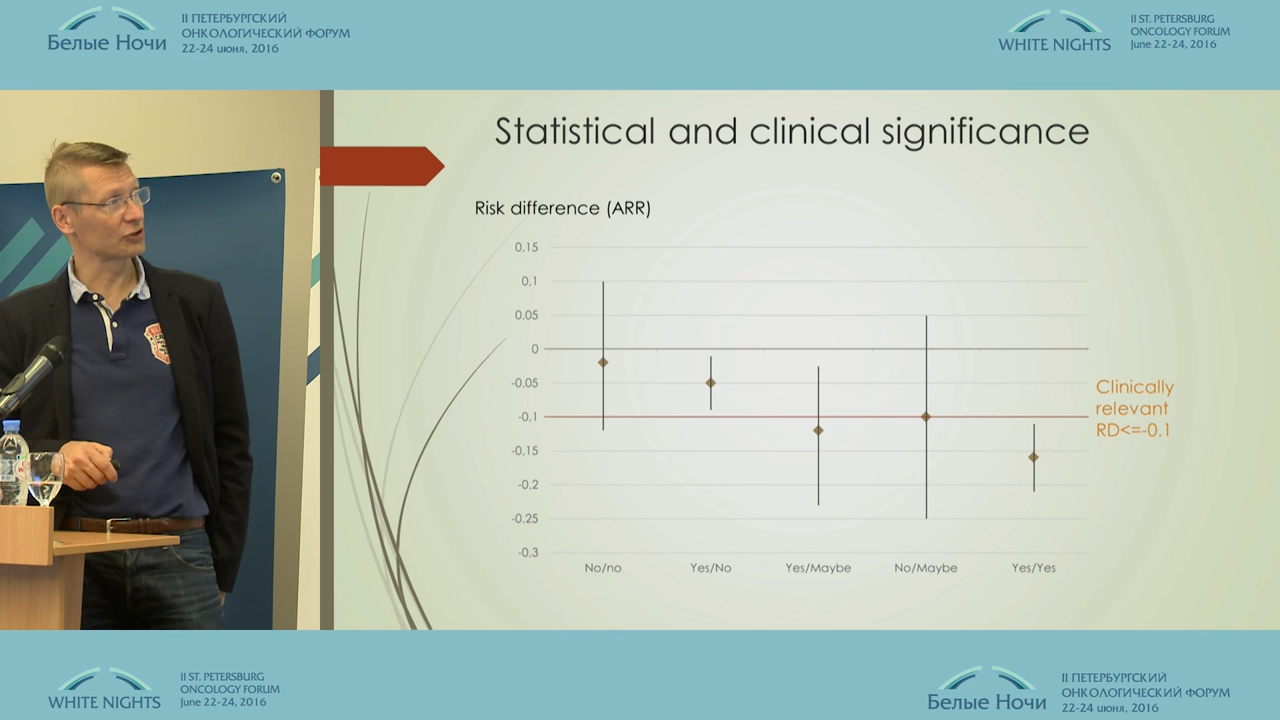 Белые Ночи
II ПЕТЕРБУРГСКИЙ
ОНКОЛОГИЧЕСКИЙ ФОРУМ
22-24 июня, 2016
WHITE NIGHTS
II ST. PETERSBURG
ONCOLOGY FORUM
June 22-24, 2016
Statistical and clinical significance
Risk difference (ARR)
0,15
0,1
0,05
0
-0,05
-0,1
-0,15
-0,2
-0,25
-0,3
No/no
Yes/No
Yes/Maybe
No/Maybe
Yes/Yes
Clinically
relevant
RD<=-0.1
WHITE NIGHTS
II ST. PETERSBURG
ONCOLOGY FORUM
June 22-24, 2016
Белые Ночи
II ПЕТЕРБУРГСКИЙ
ОНКОЛОГИЧЕСКИЙ ФОРУМ
22-24 июня, 2016